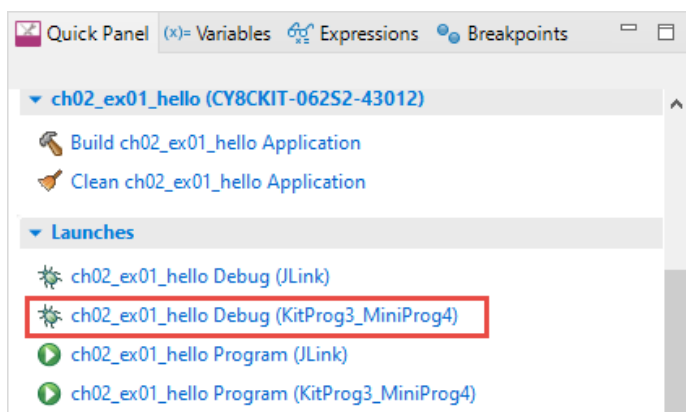 Quick Panel (x)= Variables Expressions Breakpoints
ch02_ex01_hello (CY8CKIT-062S2-43012)
Build ch02_ex01_hello Application
Clean ch02_ex01_hello Application
Launches
ch02_ex01_hello Debug (JLink)
ch02_ex01_hello Debug (KitProg3_MiniProg4)
ch02_ex01_hello Program (JLink)
ch02_ex01_hello Program (KitProg3_MiniProg4)